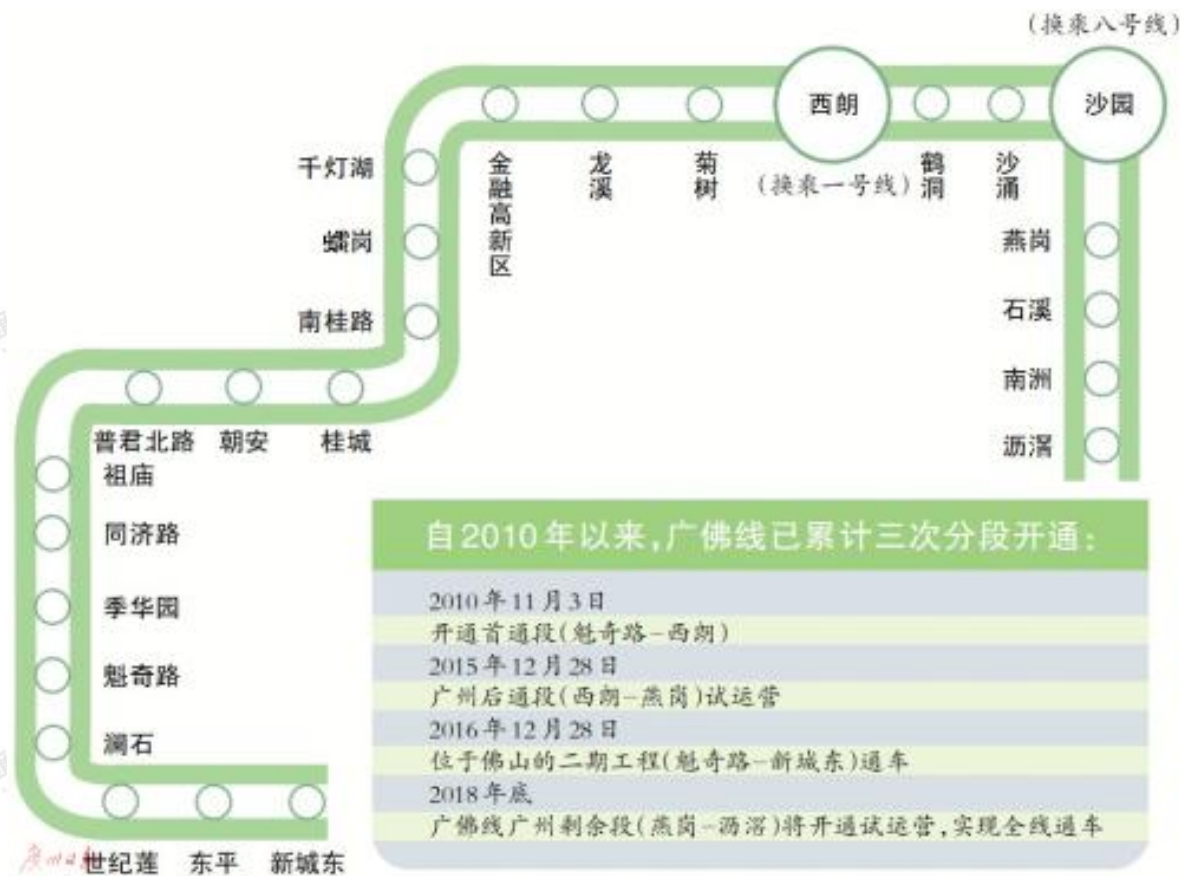 (换乘八号线)
西朗
沙园
千灯湖
金融高新区
龙溪
菊树
(换乘一号线)
鹤洞
沙涌
𧒽岗
燕岗
石溪
南桂路
南洲
普君北路
朝安
桂城
沥滘
祖庙
同济路
季华园
魁奇路
澜石
世纪莲
东平
新城东
自2010年以来,广佛线已累计三次分段开通:
2010年11月3日
开通首通段(魁奇路-西朗)
2015年12月28日
广州后通段(西朗-燕岗)试运营
2016年12月28日
位于佛山的二期工程(魁奇路-新城东)通车
2018年底
广佛线广州剩余段(燕岗-沥滘)将开通试运营,实现全线通车
广州日报